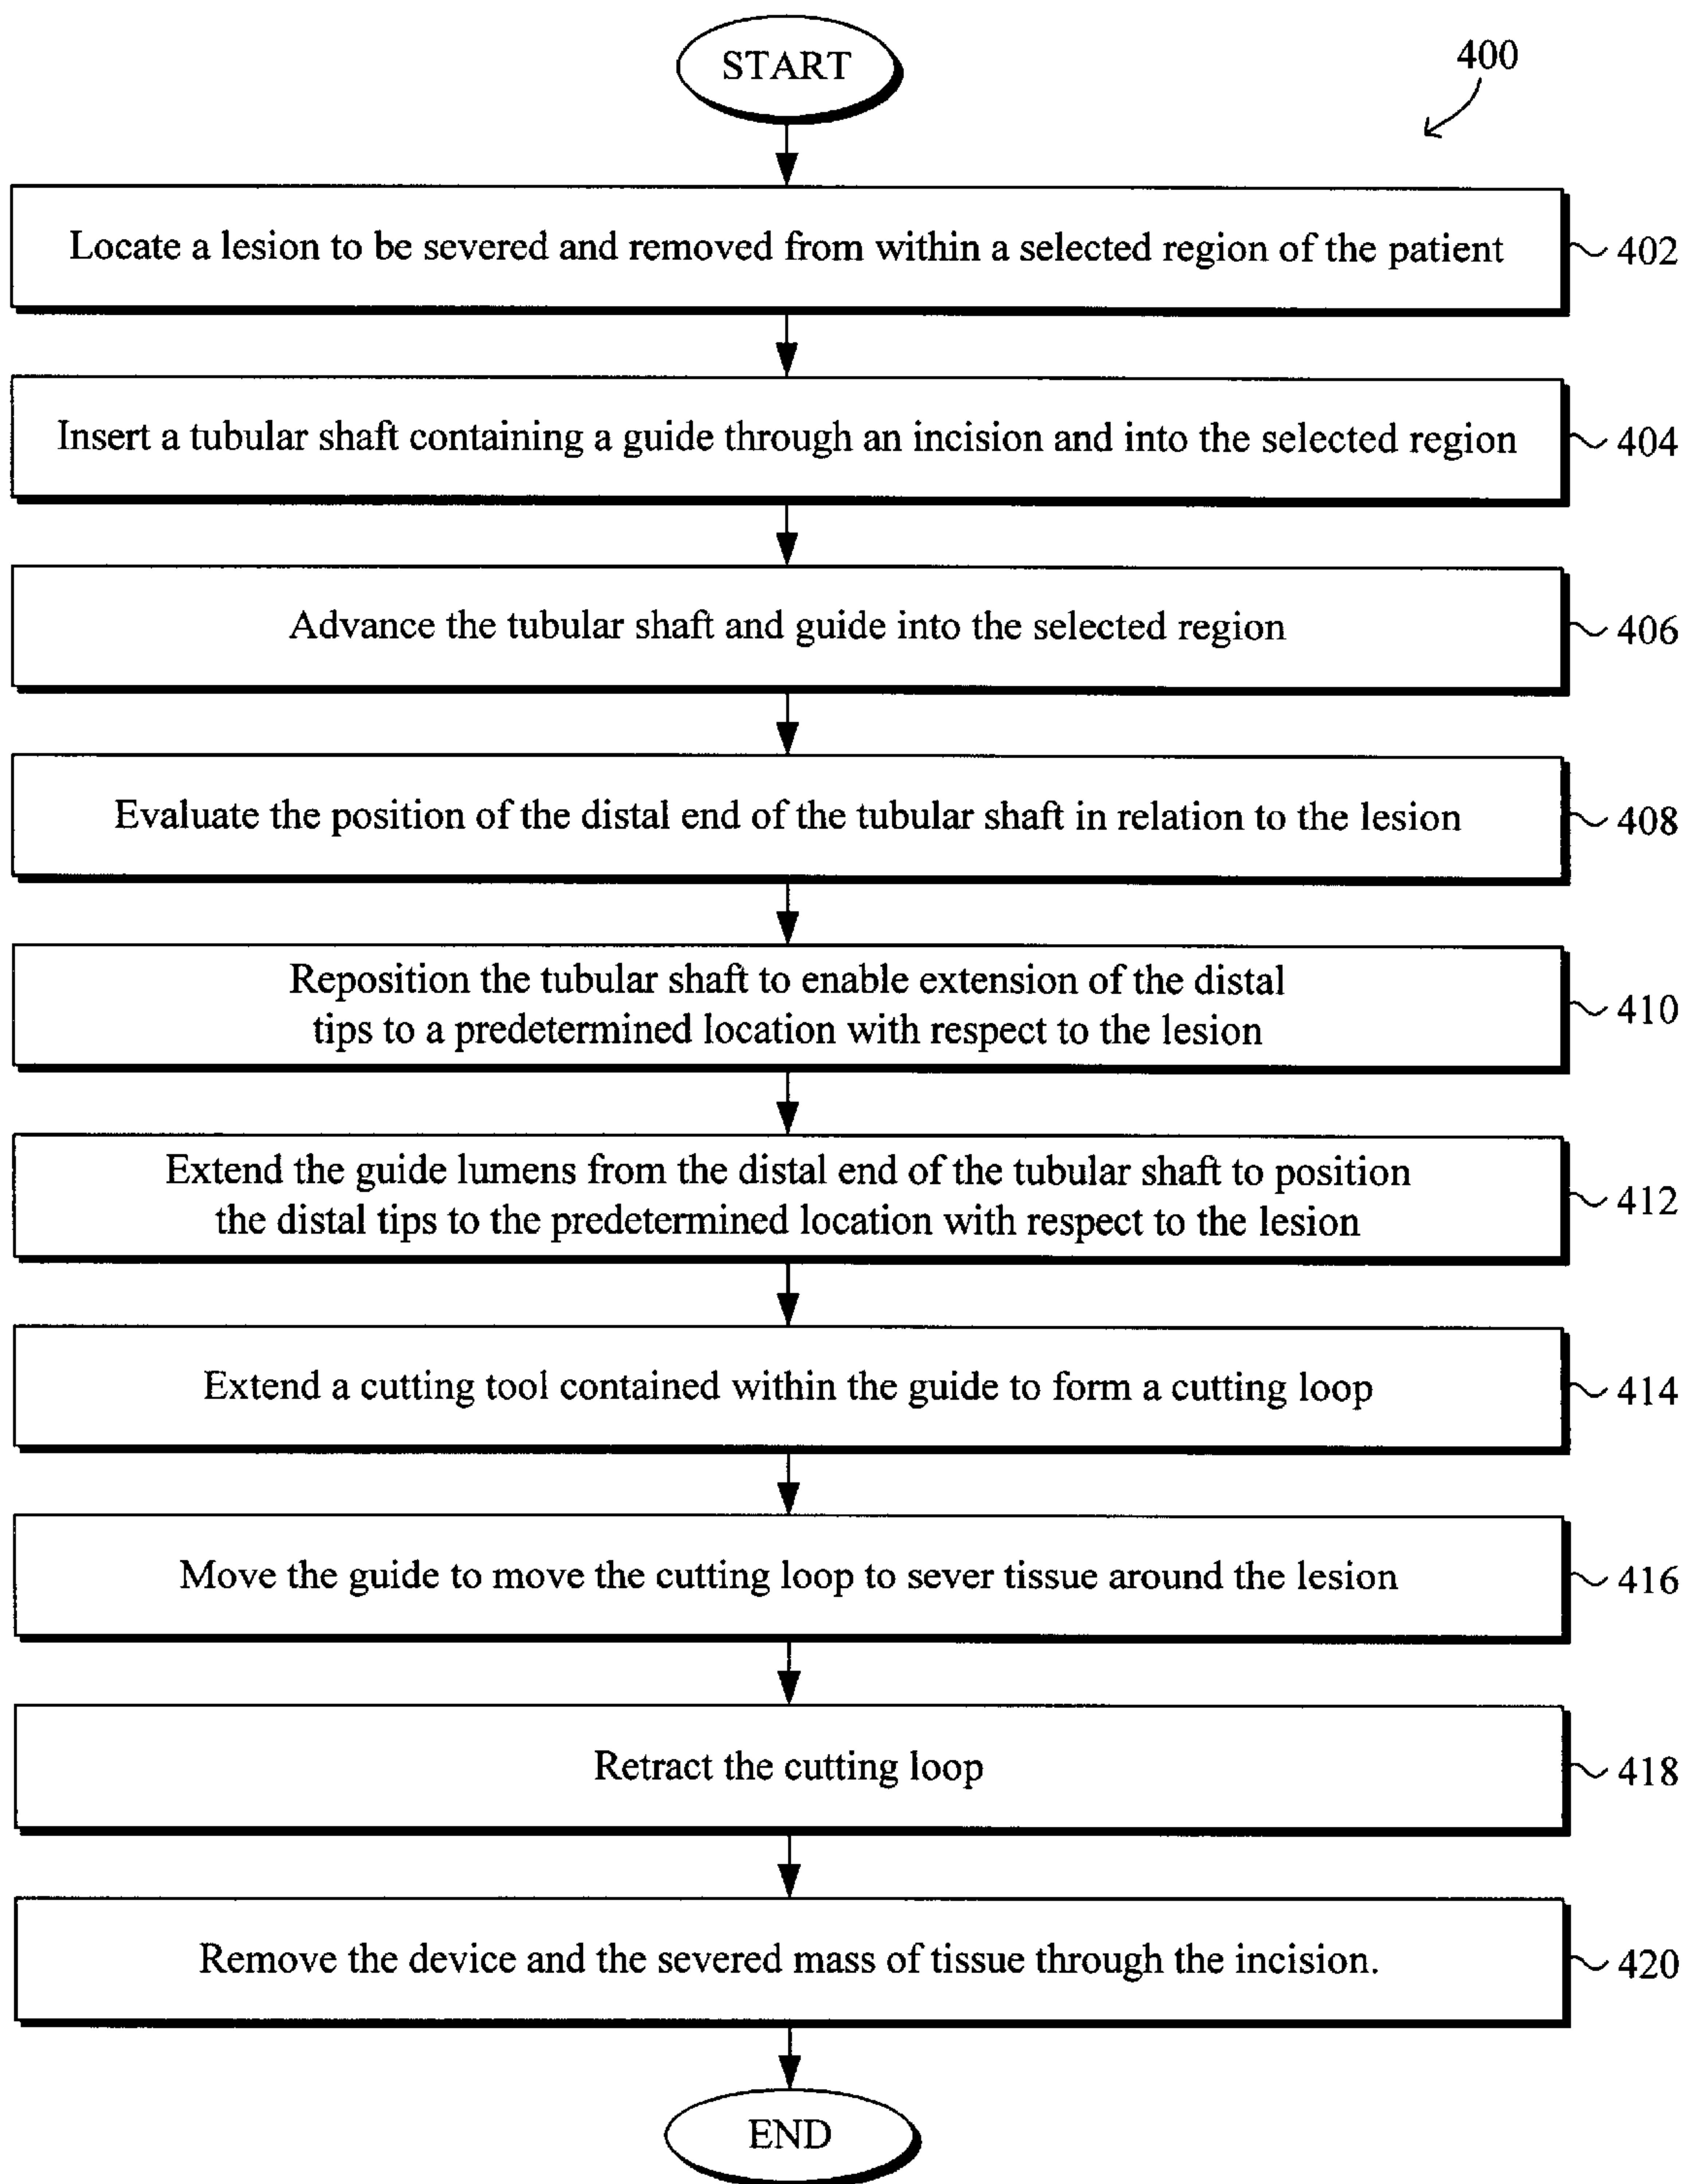 START
400
Locate a lesion to be severed and removed from within a selected region of the patient
402
Insert a tubular shaft containing a guide through an incision and into the selected region
404
Advance the tubular shaft and guide into the selected region
406
Evaluate the position of the distal end of the tubular shaft in relation to the lesion
408
Reposition the tubular shaft to enable extension of the distal
tips to a predetermined location with respect to the lesion
410
Extend the guide lumens from the distal end of the tubular shaft to position
the distal tips to the predetermined location with respect to the lesion
412
Extend a cutting tool contained within the guide to form a cutting loop
414
Move the guide to move the cutting loop to sever tissue around the lesion
416
Retract the cutting loop
418
Remove the device and the severed mass of tissue through the incision.
420
END